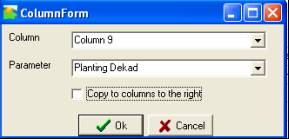 ColumnForm
Column Column 9
Parameter Planting Dekad
Copy to columns to the right
Ok Cancel